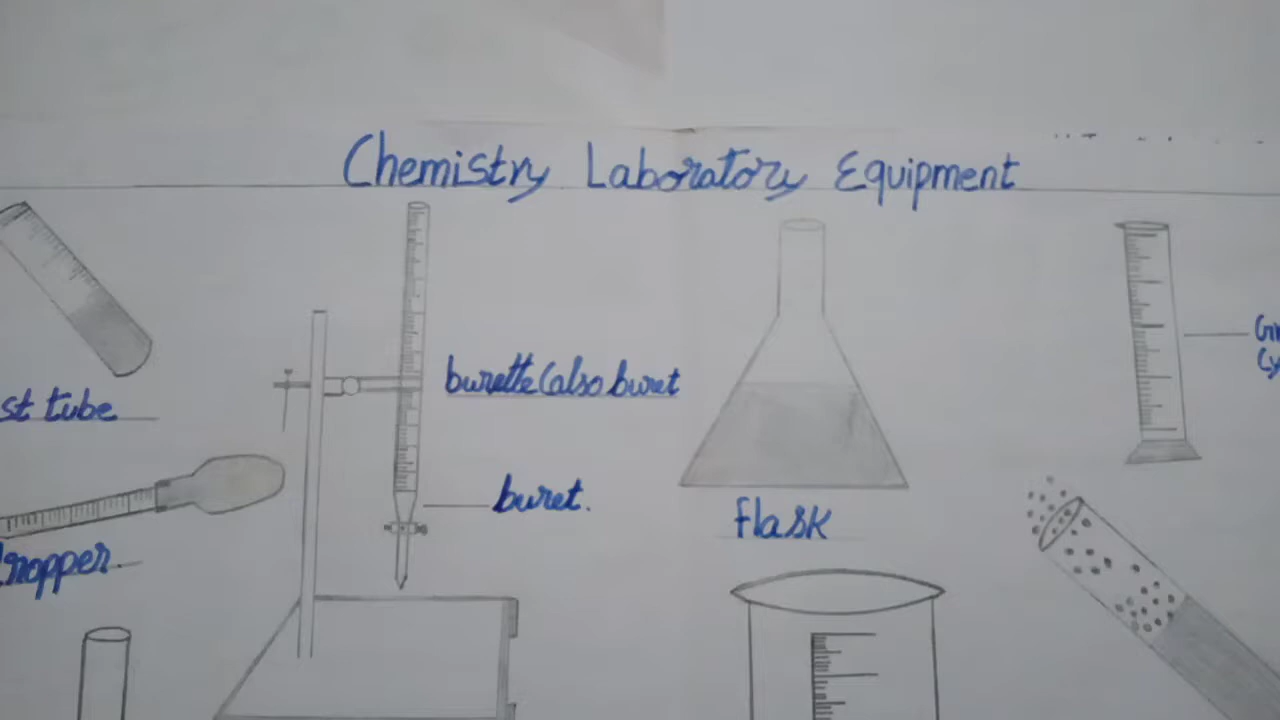 Chemistry Laboratory Equipment
st tube
burette (also buret
buret.
Flask
ropper.